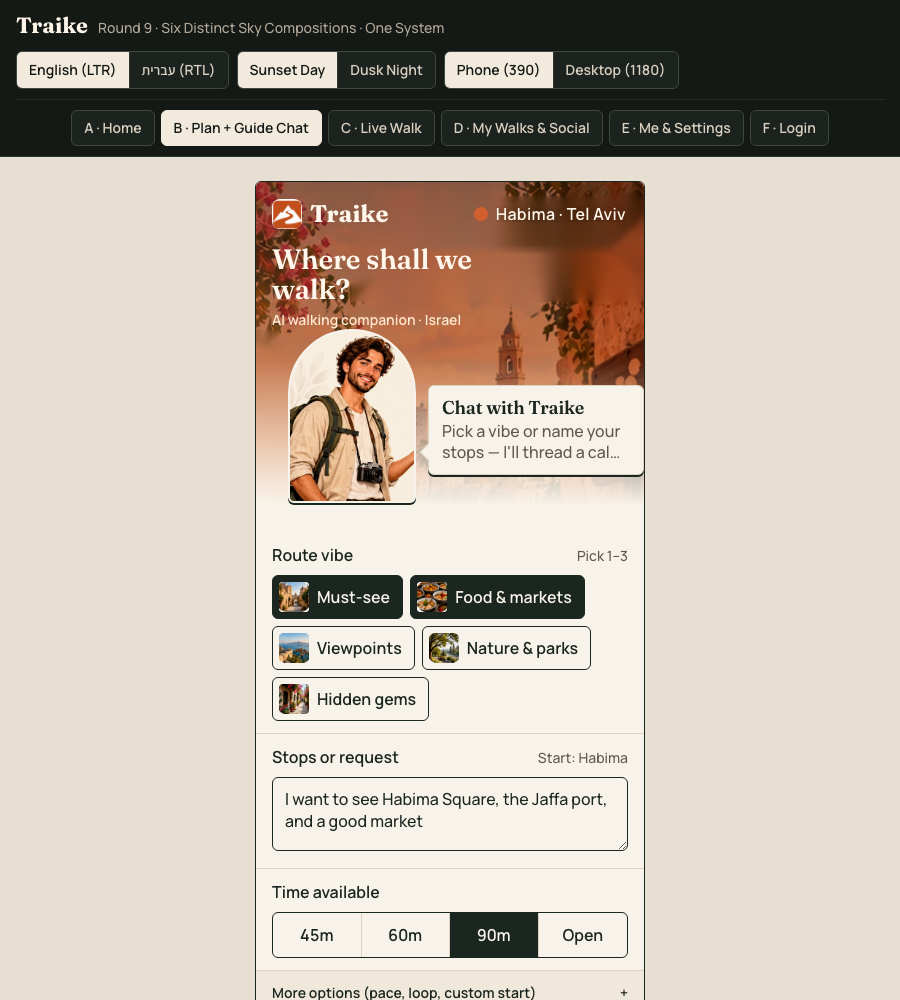 Traike Round 9 · Six Distinct Sky Compositions · One System
English (LTR) עברית (RTL) Sunset Day Dusk Night Phone (390) Desktop (1180)
A · Home B · Plan + Guide Chat C · Live Walk D · My Walks & Social E · Me & Settings F · Login
Traike Habima · Tel Aviv
Where shall we
walk?
AI walking companion · Israel
Chat with Traike
Pick a vibe or name your
stops — I'll thread a cal…
Route vibe Pick 1–3
Must-see Food & markets
Viewpoints Nature & parks
Hidden gems
Stops or request Start: Habima
I want to see Habima Square, the Jaffa port,
and a good market
Time available
45m 60m 90m Open
More options (pace, loop, custom start) +